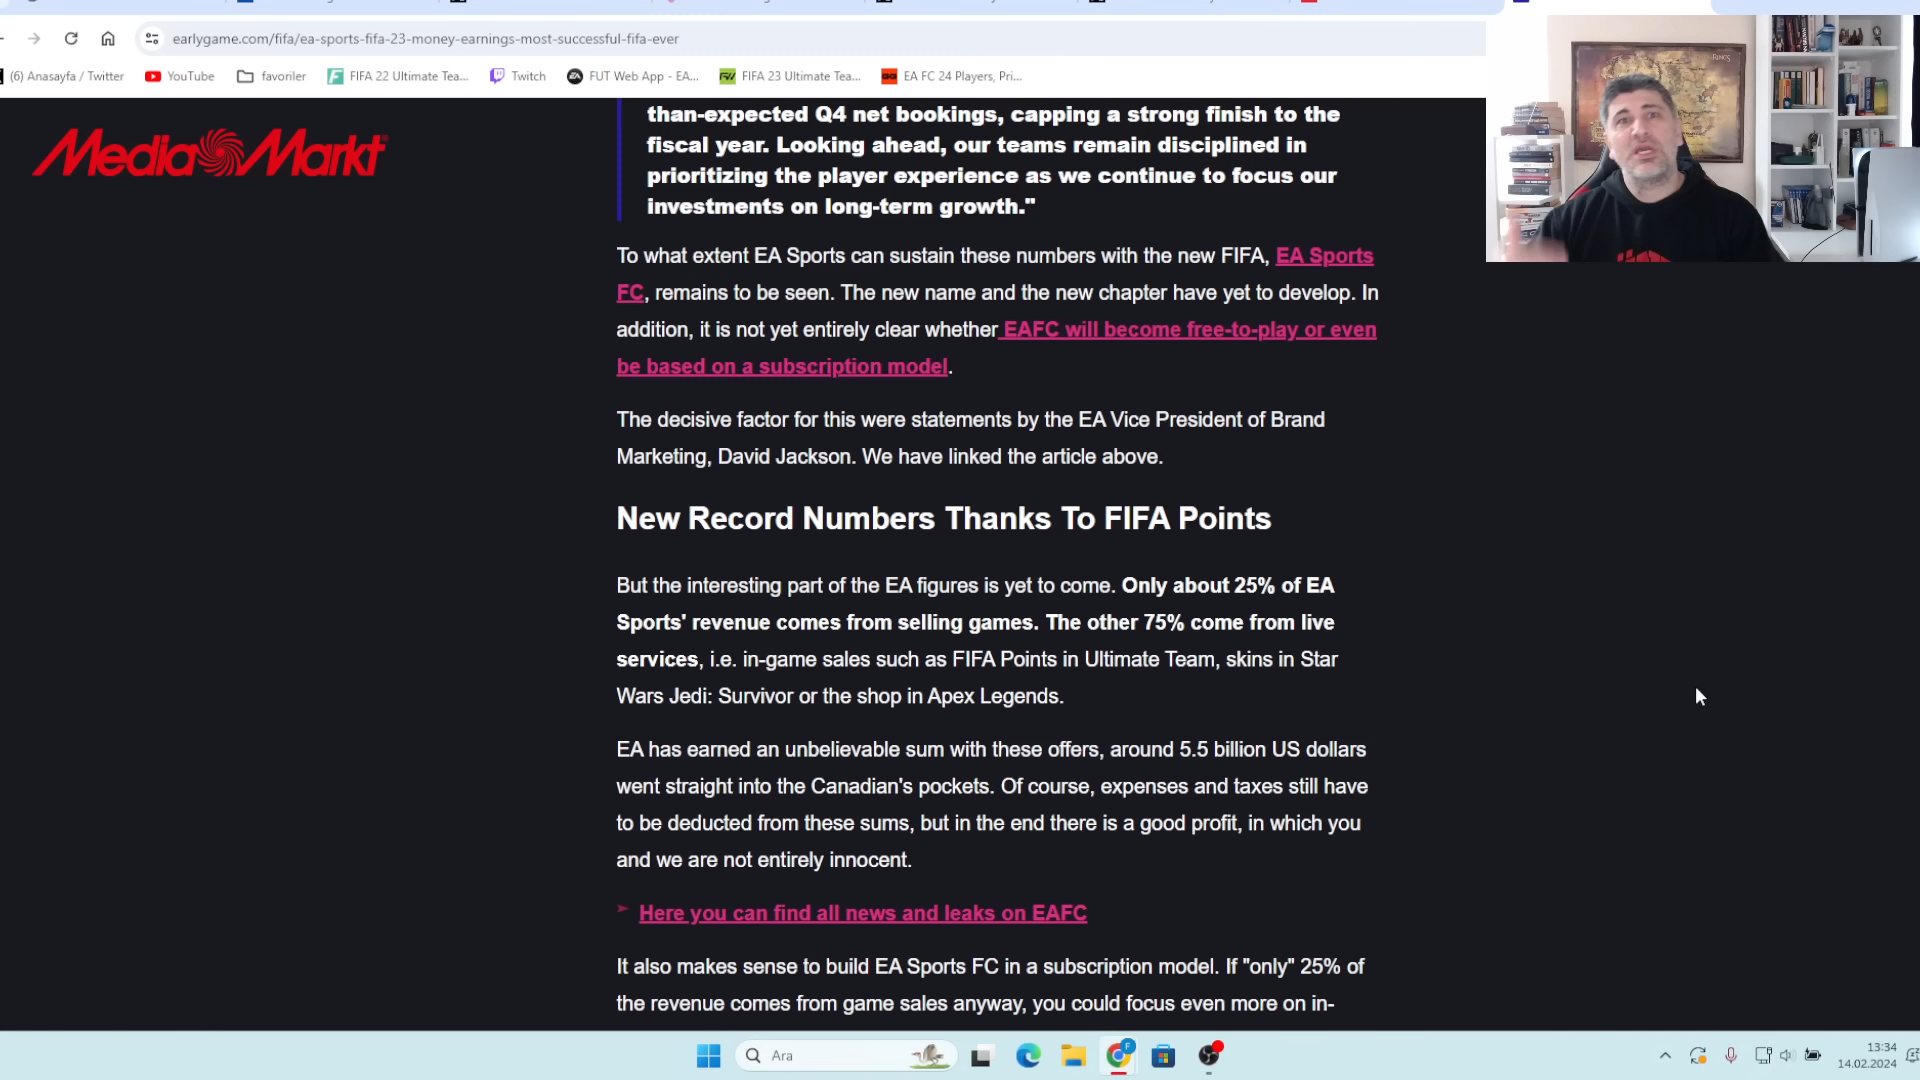 earlygame.com/fifa/ea-sports-fifa-23-money-earnings-most-successful-fifa-ever
(6) Anasayfa / Twitter YouTube favoriler FIFA 22 Ultimate Tea... Twitch FUT Web App - EA... FIFA 23 Ultimate Tea... EA FC 24 Players, Pri...
MediaMarkt
than-expected Q4 net bookings, capping a strong finish to the
fiscal year. Looking ahead, our teams remain disciplined in
prioritizing the player experience as we continue to focus our
investments on long-term growth."
To what extent EA Sports can sustain these numbers with the new FIFA, EA Sports
FC, remains to be seen. The new name and the new chapter have yet to develop. In
addition, it is not yet entirely clear whether EAFC will become free-to-play or even
be based on a subscription model.
The decisive factor for this were statements by the EA Vice President of Brand
Marketing, David Jackson. We have linked the article above.
New Record Numbers Thanks To FIFA Points
But the interesting part of the EA figures is yet to come. Only about 25% of EA
Sports' revenue comes from selling games. The other 75% come from live
services, i.e. in-game sales such as FIFA Points in Ultimate Team, skins in Star
Wars Jedi: Survivor or the shop in Apex Legends.
EA has earned an unbelievable sum with these offers, around 5.5 billion US dollars
went straight into the Canadian's pockets. Of course, expenses and taxes still have
to be deducted from these sums, but in the end there is a good profit, in which you
and we are not entirely innocent.
➤ Here you can find all news and leaks on EAFC
It also makes sense to build EA Sports FC in a subscription model. If "only" 25% of
the revenue comes from game sales anyway, you could focus even more on in-
Ara
13:34
14.02.2024